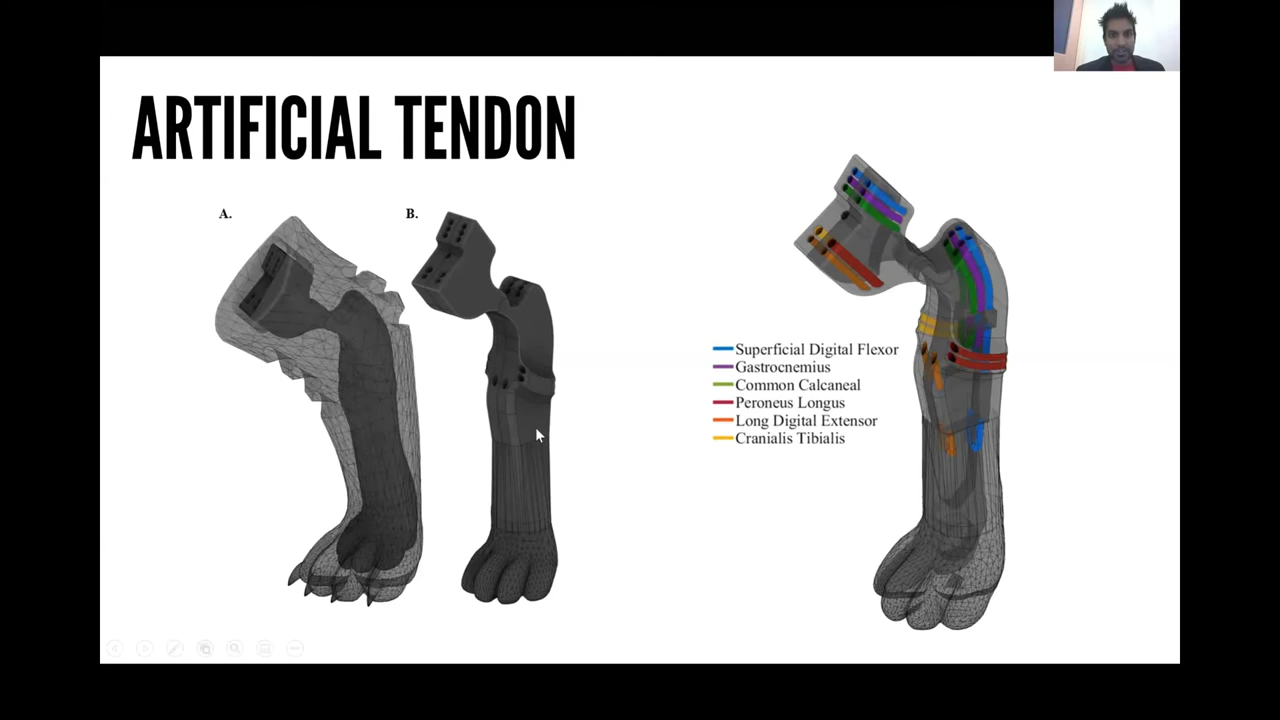 ARTIFICIAL TENDON
A.
B.
Superficial Digital Flexor
Gastrocnemius
Common Calcaneal
Peroneus Longus
Long Digital Extensor
Cranialis Tibialis